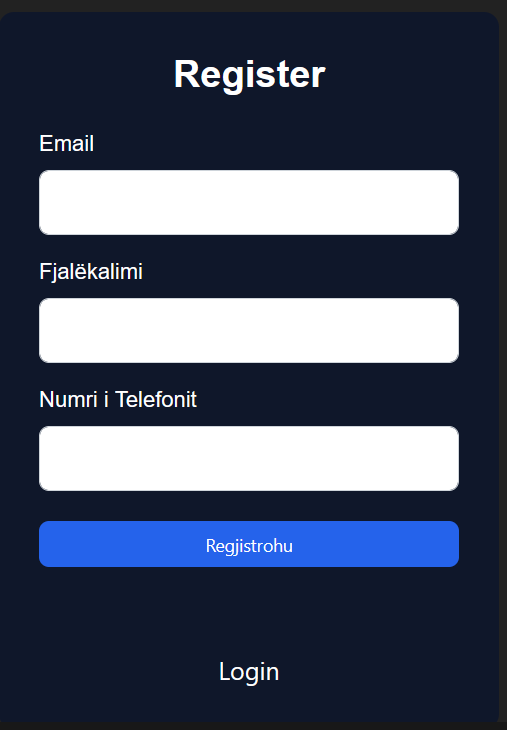 Register
Email
Fjalëkalimi
Numri i Telefonit
Regjistrohu
Login